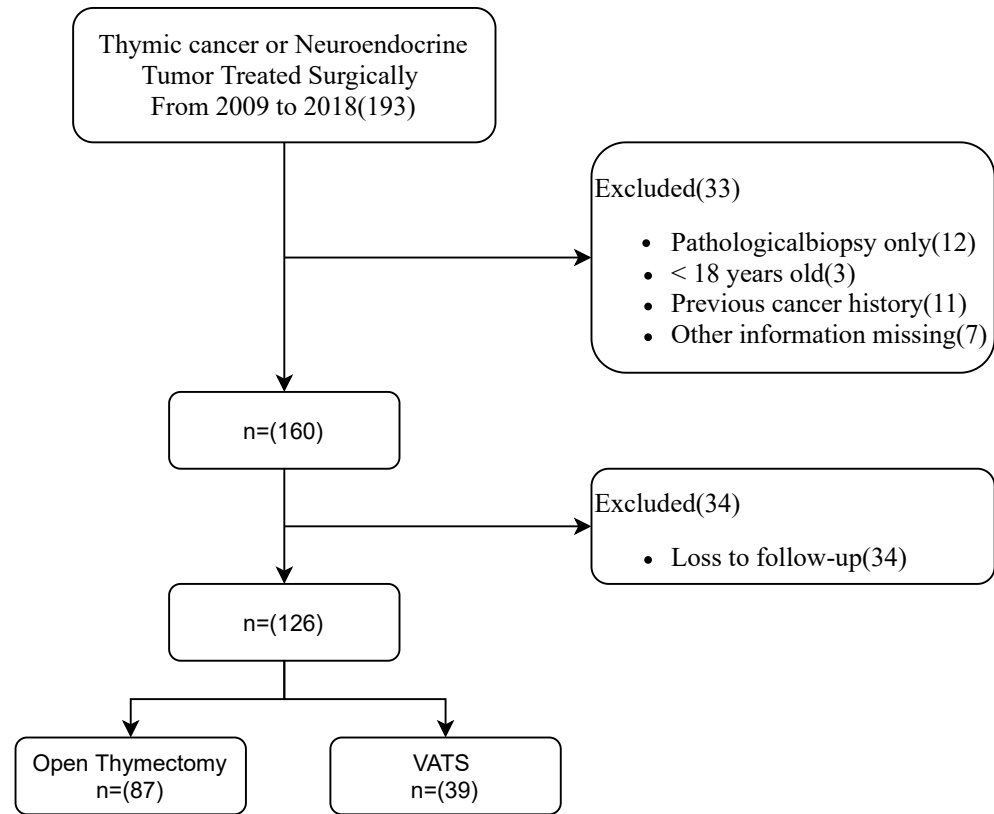 Thymic cancer or Neuroendocrine
Tumor Treated Surgically
From 2009 to 2018(193)
Excluded(33)
• Pathologicalbiopsy only(12)
• < 18 years old(3)
• Previous cancer history(11)
• Other information missing(7)
n=(160)
Excluded(34)
• Loss to follow-up(34)
n=(126)
Open Thymectomy
n=(87)
VATS
n=(39)